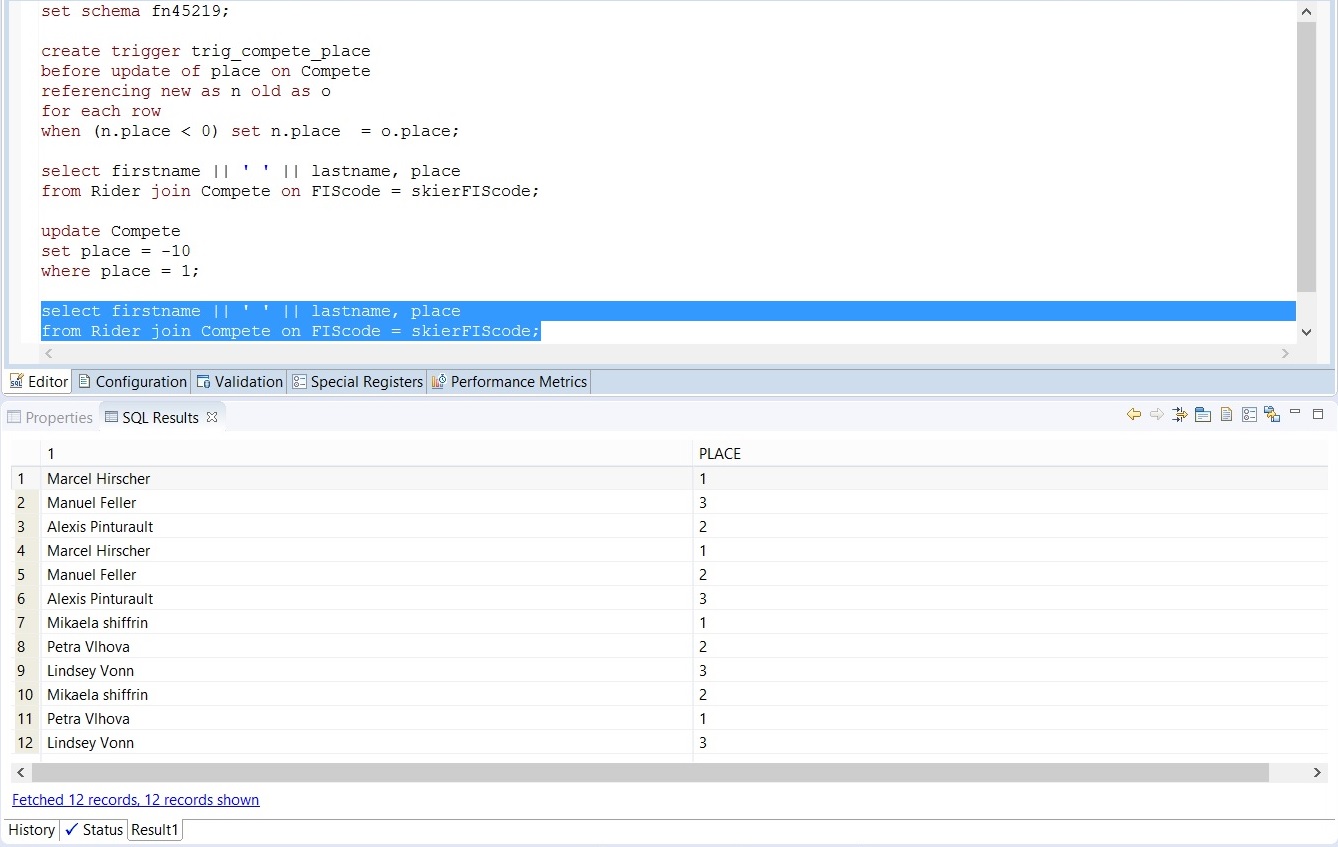 set schema fn45219;
create trigger trig_compete_place
before update of place on Compete
referencing new as n old as o
for each row
when (n.place < 0) set n.place  = o.place;
select firstname || ' ' || lastname, place
from Rider join Compete on FIScode = skierFIScode;
update Compete
set place = -10
where place = 1;
select firstname || ' ' || lastname, place
from Rider join Compete on FIScode = skierFIScode;
Editor Configuration Validation Special Registers Performance Metrics
Properties SQL Results
1 PLACE
1 Marcel Hirscher 1
2 Manuel Feller 3
3 Alexis Pinturault 2
4 Marcel Hirscher 1
5 Manuel Feller 2
6 Alexis Pinturault 3
7 Mikaela shiffrin 1
8 Petra Vlhova 2
9 Lindsey Vonn 3
10 Mikaela shiffrin 2
11 Petra Vlhova 1
12 Lindsey Vonn 3
Fetched 12 records, 12 records shown
History Status Result1